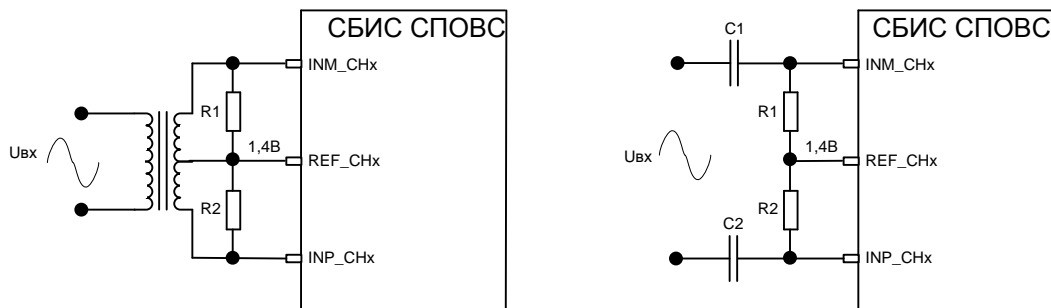 СБИС СПОВС
INM_CHx
R1
1,4В
Uвх
REF_CHx
R2
INP_CHx
СБИС СПОВС
C1
INM_CHx
R1
1,4В
Uвх
REF_CHx
R2
C2
INP_CHx